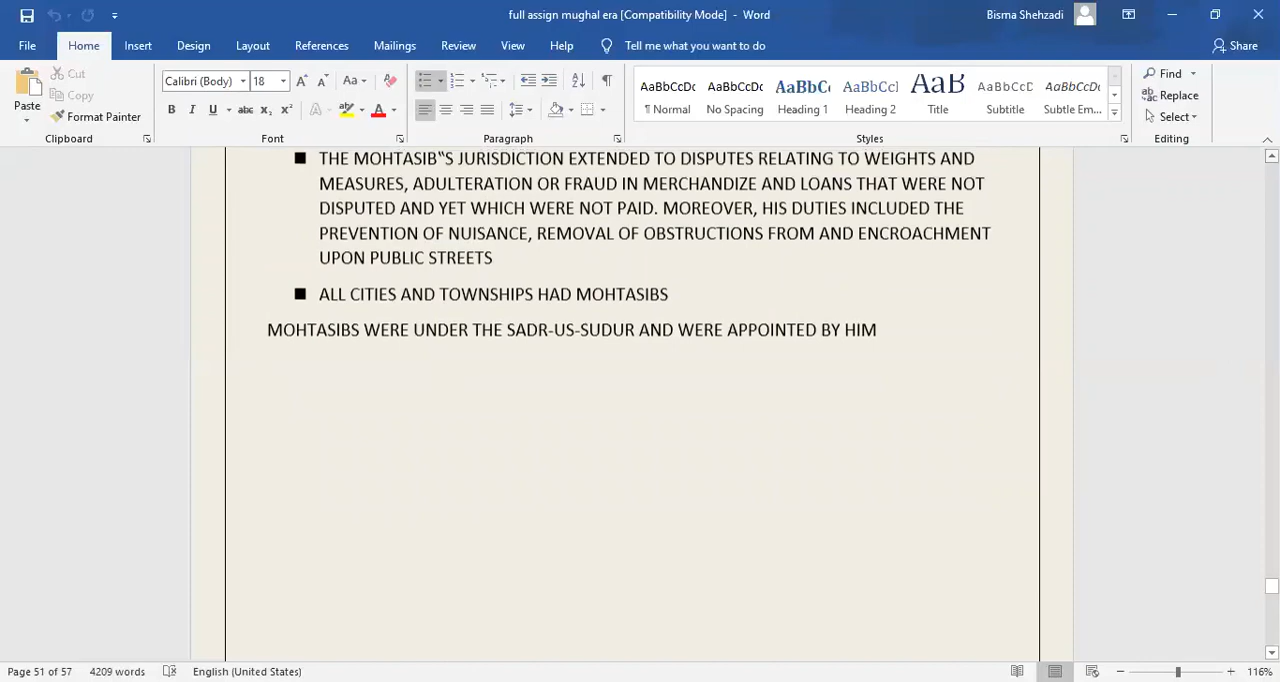 full assign mughal era [Compatibility Mode] - Word
Bisma Shehzadi
File Home Insert Design Layout References Mailings Review View Help Tell me what you want to do Share
Paste
Cut
Copy
Format Painter
Calibri (Body) 18 Aa
B I U abc x₂ x² A ab A
AaBbCcDc AaBbCcDc AaBbC AaBbCcI AaB AaBbCcD AaBbCcDc
¶ Normal No Spacing Heading 1 Heading 2 Title Subtitle Subtle Em...
Find
Replace
Select
Clipboard Font Paragraph Styles Editing
■ THE MOHTASIB‟S JURISDICTION EXTENDED TO DISPUTES RELATING TO WEIGHTS AND
MEASURES, ADULTERATION OR FRAUD IN MERCHANDIZE AND LOANS THAT WERE NOT
DISPUTED AND YET WHICH WERE NOT PAID. MOREOVER, HIS DUTIES INCLUDED THE
PREVENTION OF NUISANCE, REMOVAL OF OBSTRUCTIONS FROM AND ENCROACHMENT
UPON PUBLIC STREETS
■ ALL CITIES AND TOWNSHIPS HAD MOHTASIBS
MOHTASIBS WERE UNDER THE SADR-US-SUDUR AND WERE APPOINTED BY HIM
Page 51 of 57 4209 words English (United States) 116%